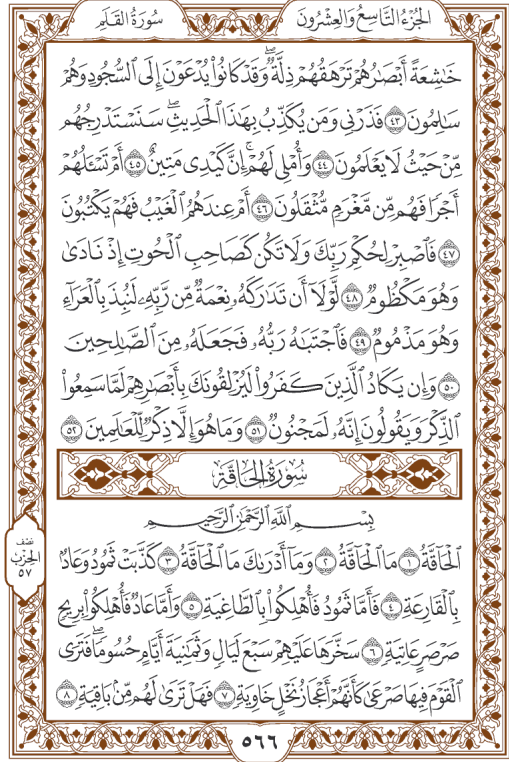 الجزء التاسع والعشرون
سورة القلم
خَٰشِعَةً أَبْصَٰرُهُمْ تَرْهَقُهُمْ ذِلَّةٌۖ وَقَدْ كَانُوا۟ يُدْعَوْنَ إِلَى ٱلسُّجُودِ وَهُمْ
سَٰلِمُونَ ٤٣ فَذَرْنِى وَمَن يُكَذِّبُ بِهَٰذَا ٱلْحَدِيثِۖ سَنَسْتَدْرِجُهُم
مِّنْ حَيْثُ لَا يَعْلَمُونَ ٤٤ وَأُمْلِى لَهُمْۚ إِنَّ كَيْدِى مَتِينٌ ٤٥ أَمْ تَسْـَٔلُهُمْ
أَجْرًا فَهُم مِّن مَّغْرَمٍ مُّثْقَلُونَ ٤٦ أَمْ عِندَهُمُ ٱلْغَيْبُ فَهُمْ يَكْتُبُونَ
٤٧ فَٱصْبِرْ لِحُكْمِ رَبِّكَ وَلَا تَكُن كَصَاحِبِ ٱلْحُوتِ إِذْ نَادَىٰ
وَهُوَ مَكْظُومٌ ٤٨ لَّوْلَآ أَن تَدَٰرَكَهُۥ نِعْمَةٌ مِّن رَّبِّهِۦ لَنُبِذَ بِٱلْعَرَآءِ
وَهُوَ مَذْمُومٌ ٤٩ فَٱجْتَبَٰهُ رَبُّهُۥ فَجَعَلَهُۥ مِنَ ٱلصَّٰلِحِينَ
٥٠ وَإِن يَكَادُ ٱلَّذِينَ كَفَرُوا۟ لَيُزْلِقُونَكَ بِأَبْصَٰرِهِمْ لَمَّا سَمِعُوا۟
ٱلذِّكْرَ وَيَقُولُونَ إِنَّهُۥ لَمَجْنُونٌ ٥١ وَمَا هُوَ إِلَّا ذِكْرٌ لِّلْعَٰلَمِينَ ٥٢
سُورَةُ الحَاقَّةِ
بِسْمِ ٱللَّهِ ٱلرَّحْمَٰنِ ٱلرَّحِيمِ
ٱلْحَآقَّةُ ١ مَا ٱلْحَآقَّةُ ٢ وَمَآ أَدْرَىٰكَ مَا ٱلْحَآقَّةُ ٣ كَذَّبَتْ ثَمُودُ وَعَادٌۢ
بِٱلْقَارِعَةِ ٤ فَأَمَّا ثَمُودُ فَأُهْلِكُوا۟ بِٱلطَّاغِيَةِ ٥ وَأَمَّا عَادٌ فَأُهْلِكُوا۟ بِرِيحٍ
صَرْصَرٍ عَاتِيَةٍ ٦ سَخَّرَهَا عَلَيْهِمْ سَبْعَ لَيَالٍ وَثَمَٰنِيَةَ أَيَّامٍ حُسُومًاۖ فَتَرَى
ٱلْقَوْمَ فِيهَا صَرْعَىٰ كَأَنَّهُمْ أَعْجَازُ نَخْلٍ خَاوِيَةٍ ٧ فَهَلْ تَرَىٰ لَهُم مِّنۢ بَاقِيَةٍ ٨
نصف
الحزب
٥٧
٥٦٦